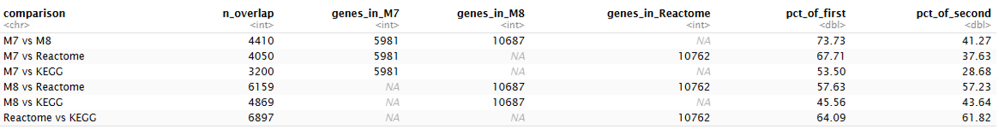 comparison n_overlap genes_in_M7 genes_in_M8 genes_in_Reactome pct_of_first pct_of_second
<chr> <int> <int> <int> <int> <dbl> <dbl>
M7 vs M8 4410 5981 10687 NA 73.73 41.27
M7 vs Reactome 4050 5981 NA 10762 67.71 37.63
M7 vs KEGG 3200 5981 NA NA 53.50 28.68
M8 vs Reactome 6159 NA 10687 10762 57.63 57.23
M8 vs KEGG 4869 NA 10687 NA 45.56 43.64
Reactome vs KEGG 6897 NA NA 10762 64.09 61.82